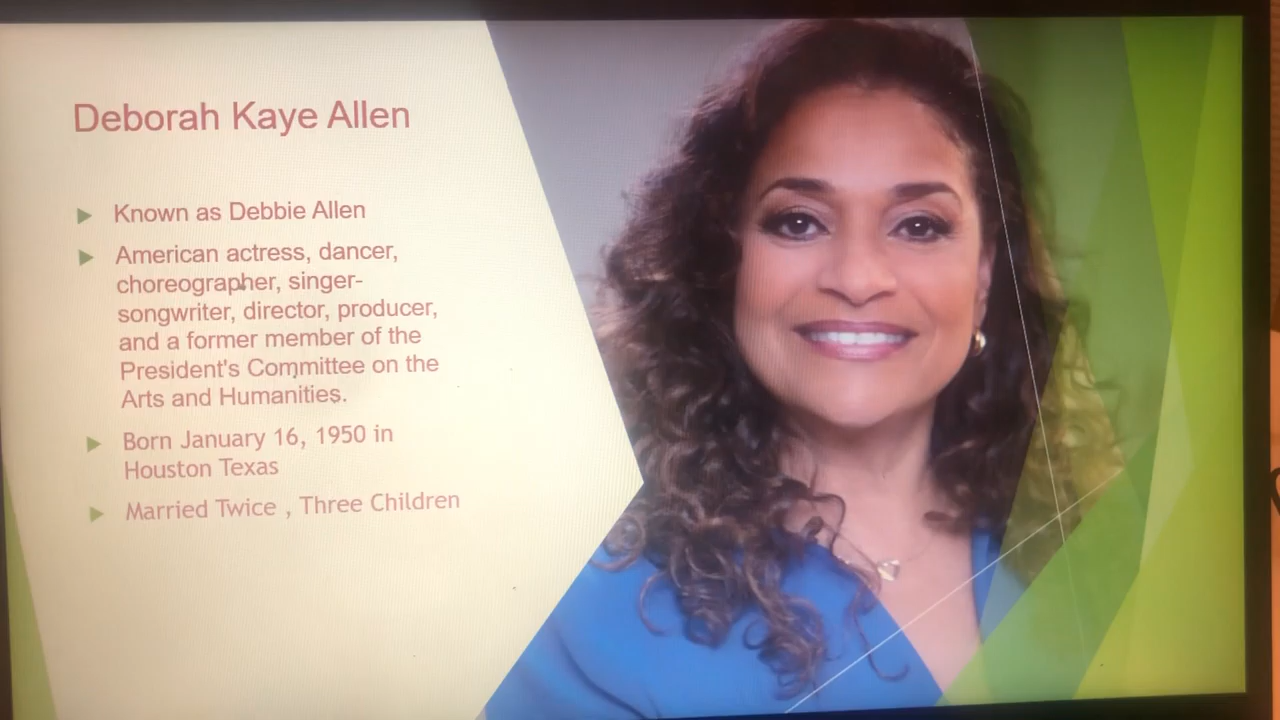 Deborah Kaye Allen
Known as Debbie Allen
American actress, dancer,
choreographer, singer-
songwriter, director, producer,
and a former member of the
President's Committee on the
Arts and Humanities.
Born January 16, 1950 in
Houston Texas
Married Twice , Three Children